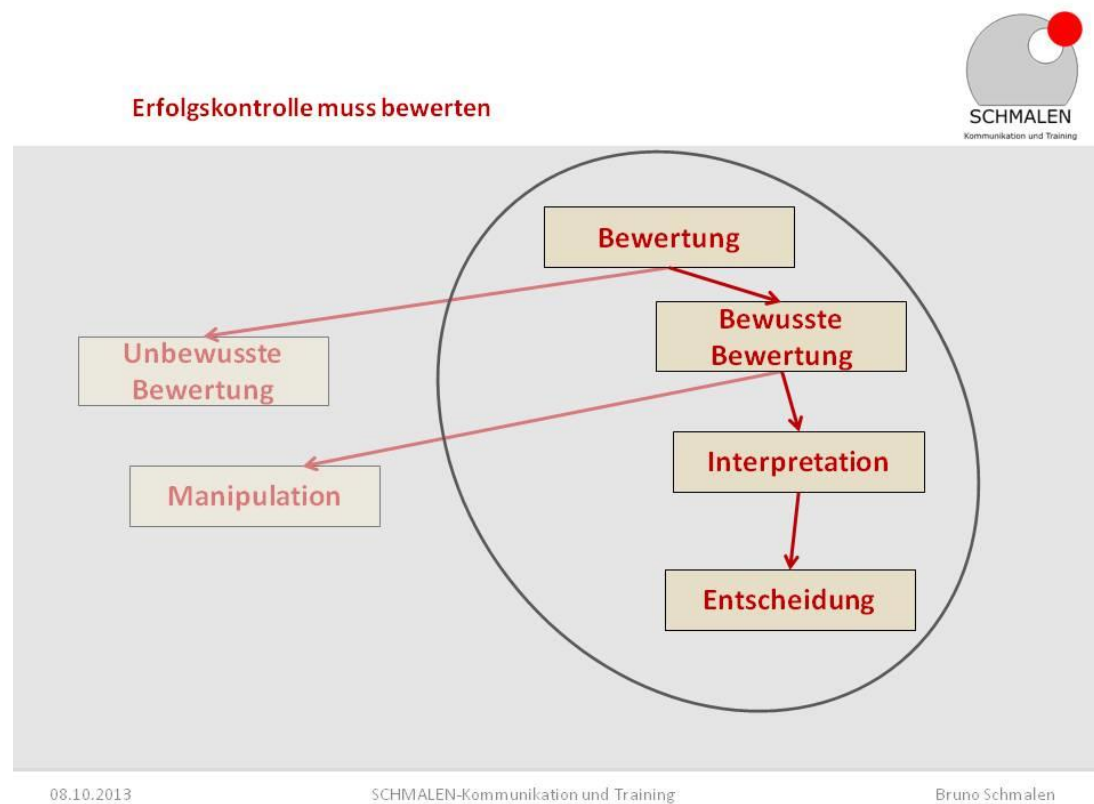 SCHMALEN
Kommunikation und Training
Erfolgskontrolle muss bewerten
Bewertung
Bewusste
Bewertung
Unbewusste
Bewertung
Interpretation
Manipulation
Entscheidung
08.10.2013
SCHMALEN-Kommunikation und Training
Bruno Schmalen